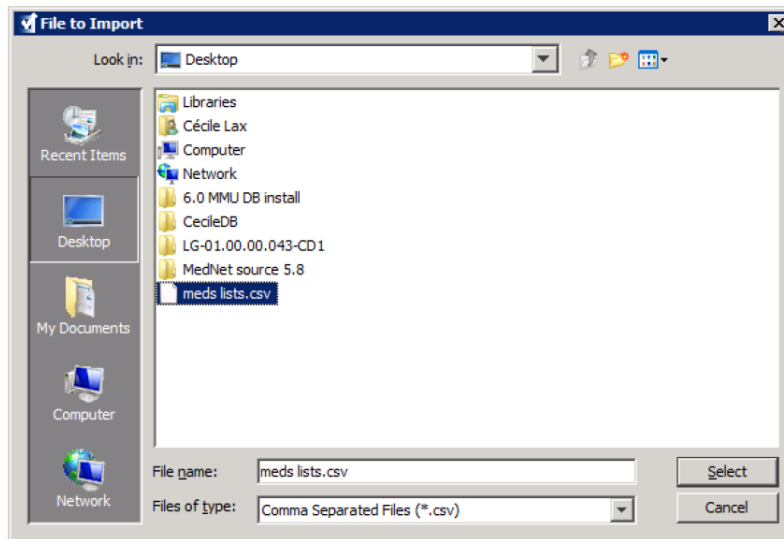 File to Import
Look in:
Desktop
Recent Items
Desktop
My Documents
Computer
Network
Libraries
Cécile Lax
Computer
Network
6.0 MMU DB install
CecileDB
LG-01.00.00.043-CD1
MedNet source 5.8
meds lists.csv
File name:
meds lists.csv
Select
Files of type:
Comma Separated Files (*.csv)
Cancel